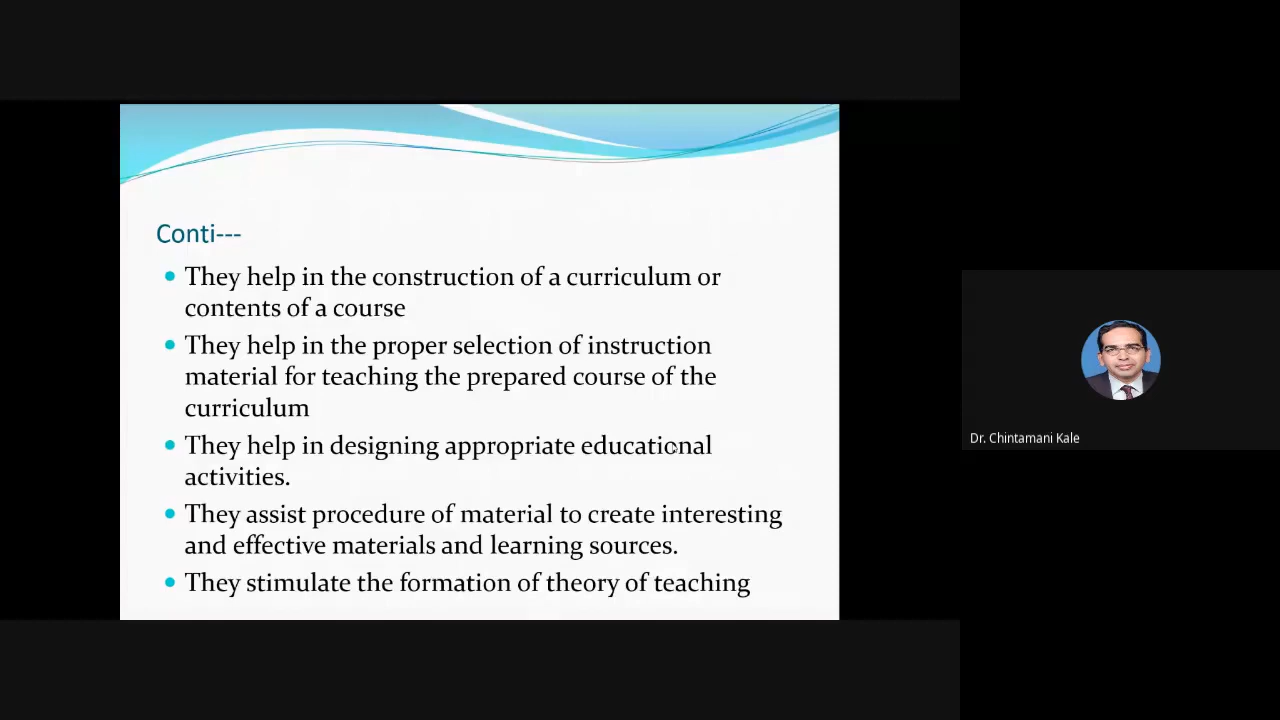 Conti---
They help in the construction of a curriculum or
contents of a course
They help in the proper selection of instruction
material for teaching the prepared course of the
curriculum
They help in designing appropriate educational
activities.
They assist procedure of material to create interesting
and effective materials and learning sources.
They stimulate the formation of theory of teaching
Dr. Chintamani Kale